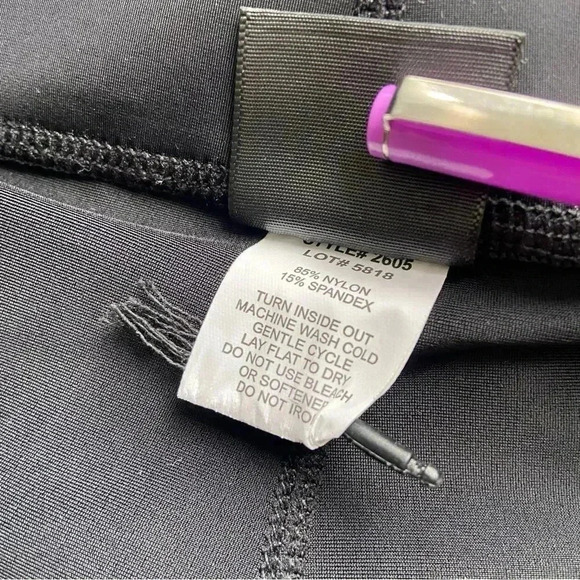 STYLE# 2605
LOT# 5818
85% NYLON
15% SPANDEX
TURN INSIDE OUT
MACHINE WASH COLD
GENTLE CYCLE
LAY FLAT TO DRY
DO NOT USE BLEACH
OR SOFTENER
DO NOT IRON